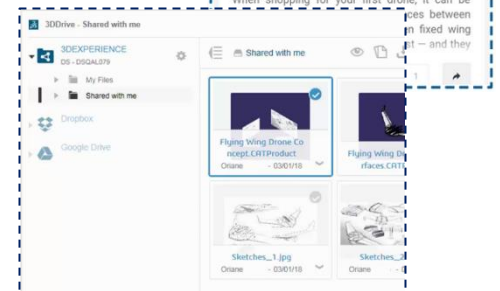 When shopping for your first drone, it can be
ces between
n fixed wing
st — and they
1
3DDrive - Shared with me
3DEXPERIENCE
DS - DSQAL079
My Files
Shared with me
Dropbox
Google Drive
Shared with me
Flying Wing Drone Co
ncept.CATProduct
Oriane - 03/01/18
Flying Wing Dr
rfaces.CATP
Oriane
Sketches_1.jpg
Oriane - 03/01/18
Sketches_2
Oriane - 0